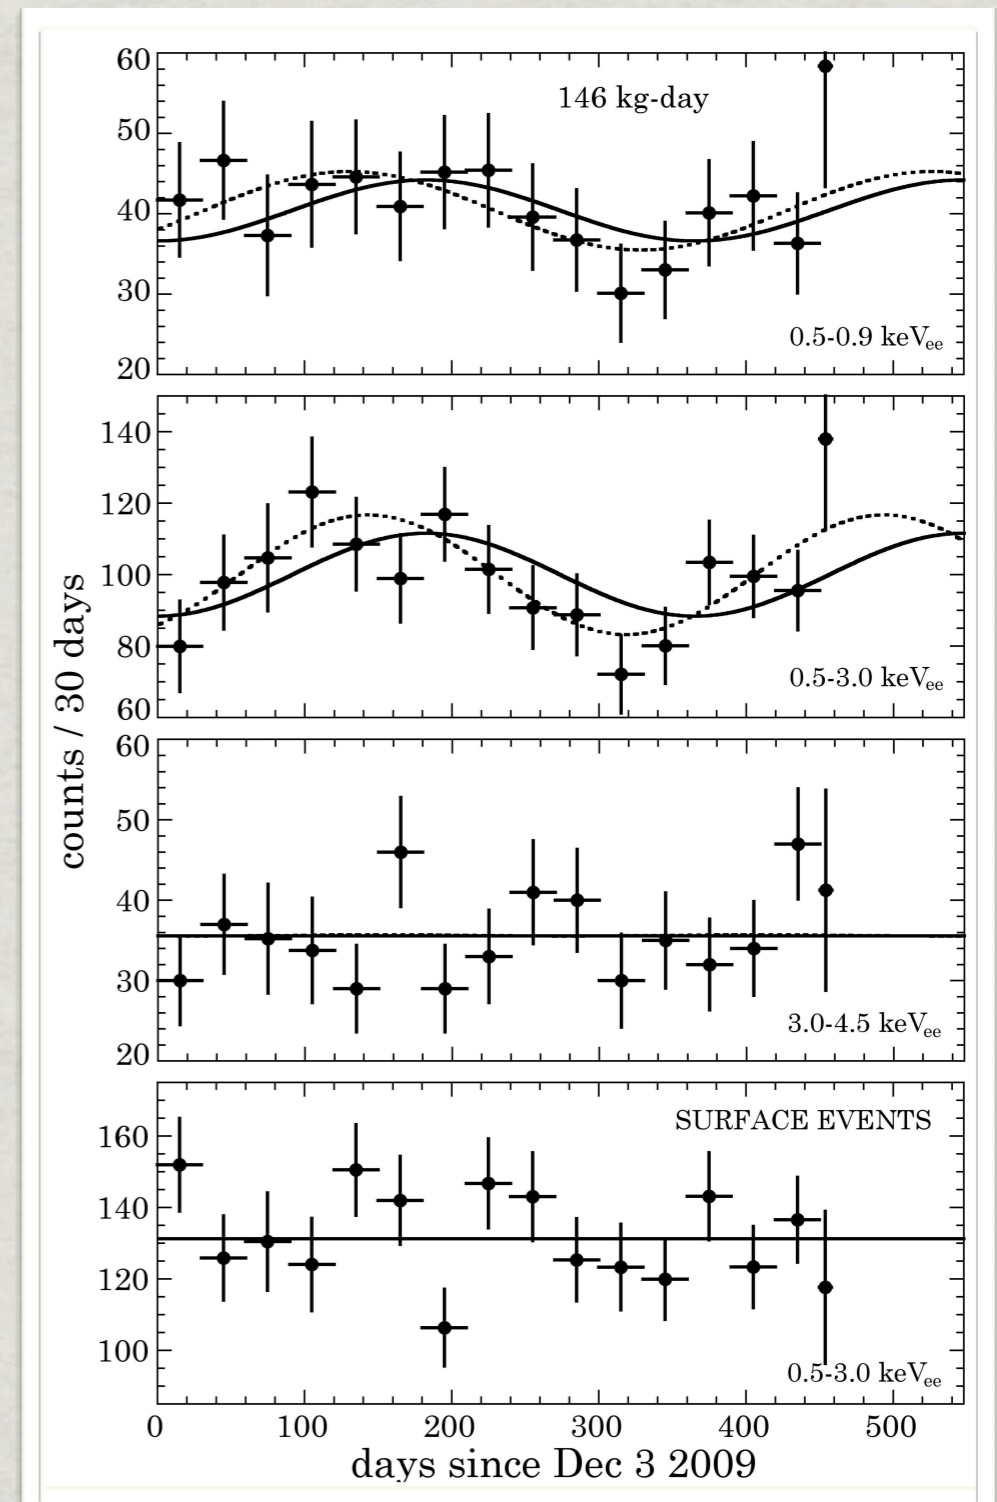 60
50
40
30
20
146 kg-day
0.5-0.9 keVee
140
120
100
80
60
0.5-3.0 keVee
counts / 30 days
60
50
40
30
20
3.0-4.5 keVee
160
140
120
100
SURFACE EVENTS
0.5-3.0 keVee
0 100 200 300 400 500
days since Dec 3 2009